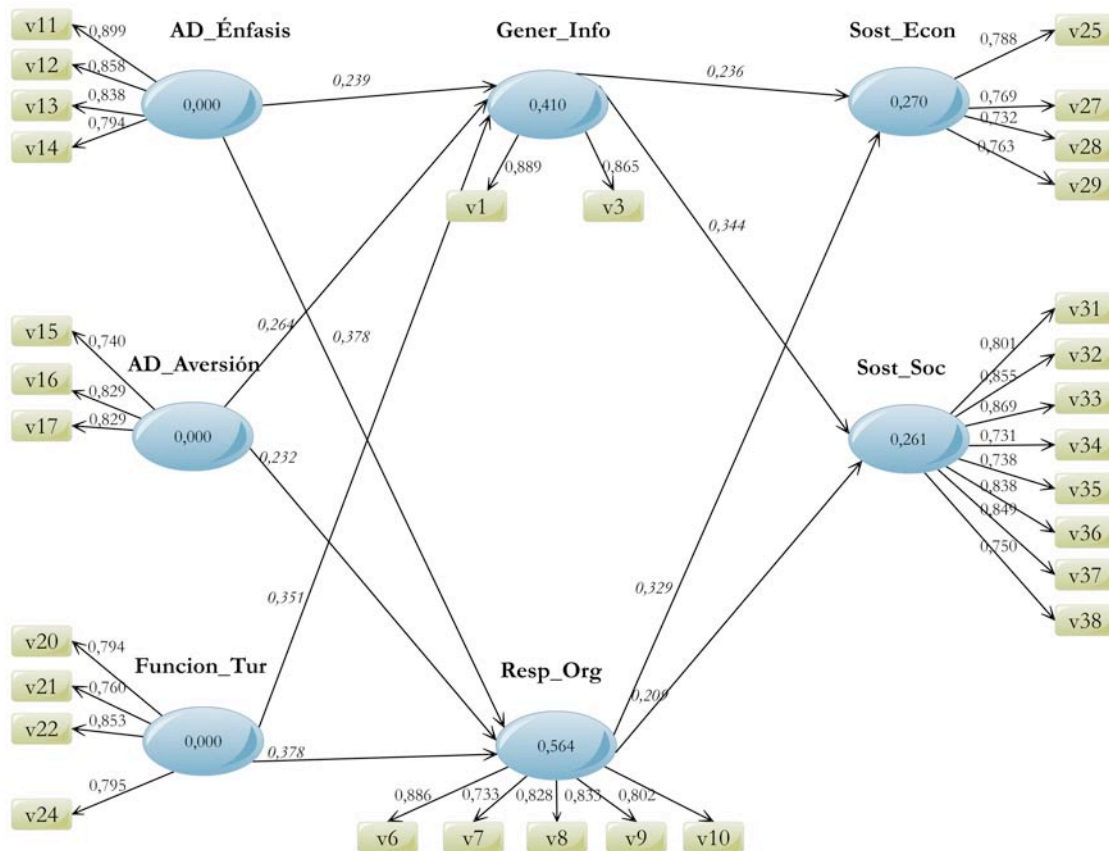 AD_Énfasis
Gener_Info
Sost_Econ
v11
v12
v13
v14
0,899
0,858
0,838
0,794
0,000
0,239
0,410
0,889
0,865
v1
v3
0,236
0,270
0,788
0,769
0,732
0,763
v25
v27
v28
v29
0,344
0,264
0,378
AD_Aversión
v15
v16
v17
0,740
0,829
0,829
0,000
0,232
Sost_Soc
0,261
0,801
0,855
0,869
0,731
0,738
0,838
0,849
0,750
v31
v32
v33
v34
v35
v36
v37
v38
0,351
0,329
Funcion_Tur
Resp_Org
v20
v21
v22
v24
0,794
0,760
0,853
0,795
0,000
0,378
0,209
0,564
0,886
0,733
0,828
0,833
0,802
v6
v7
v8
v9
v10